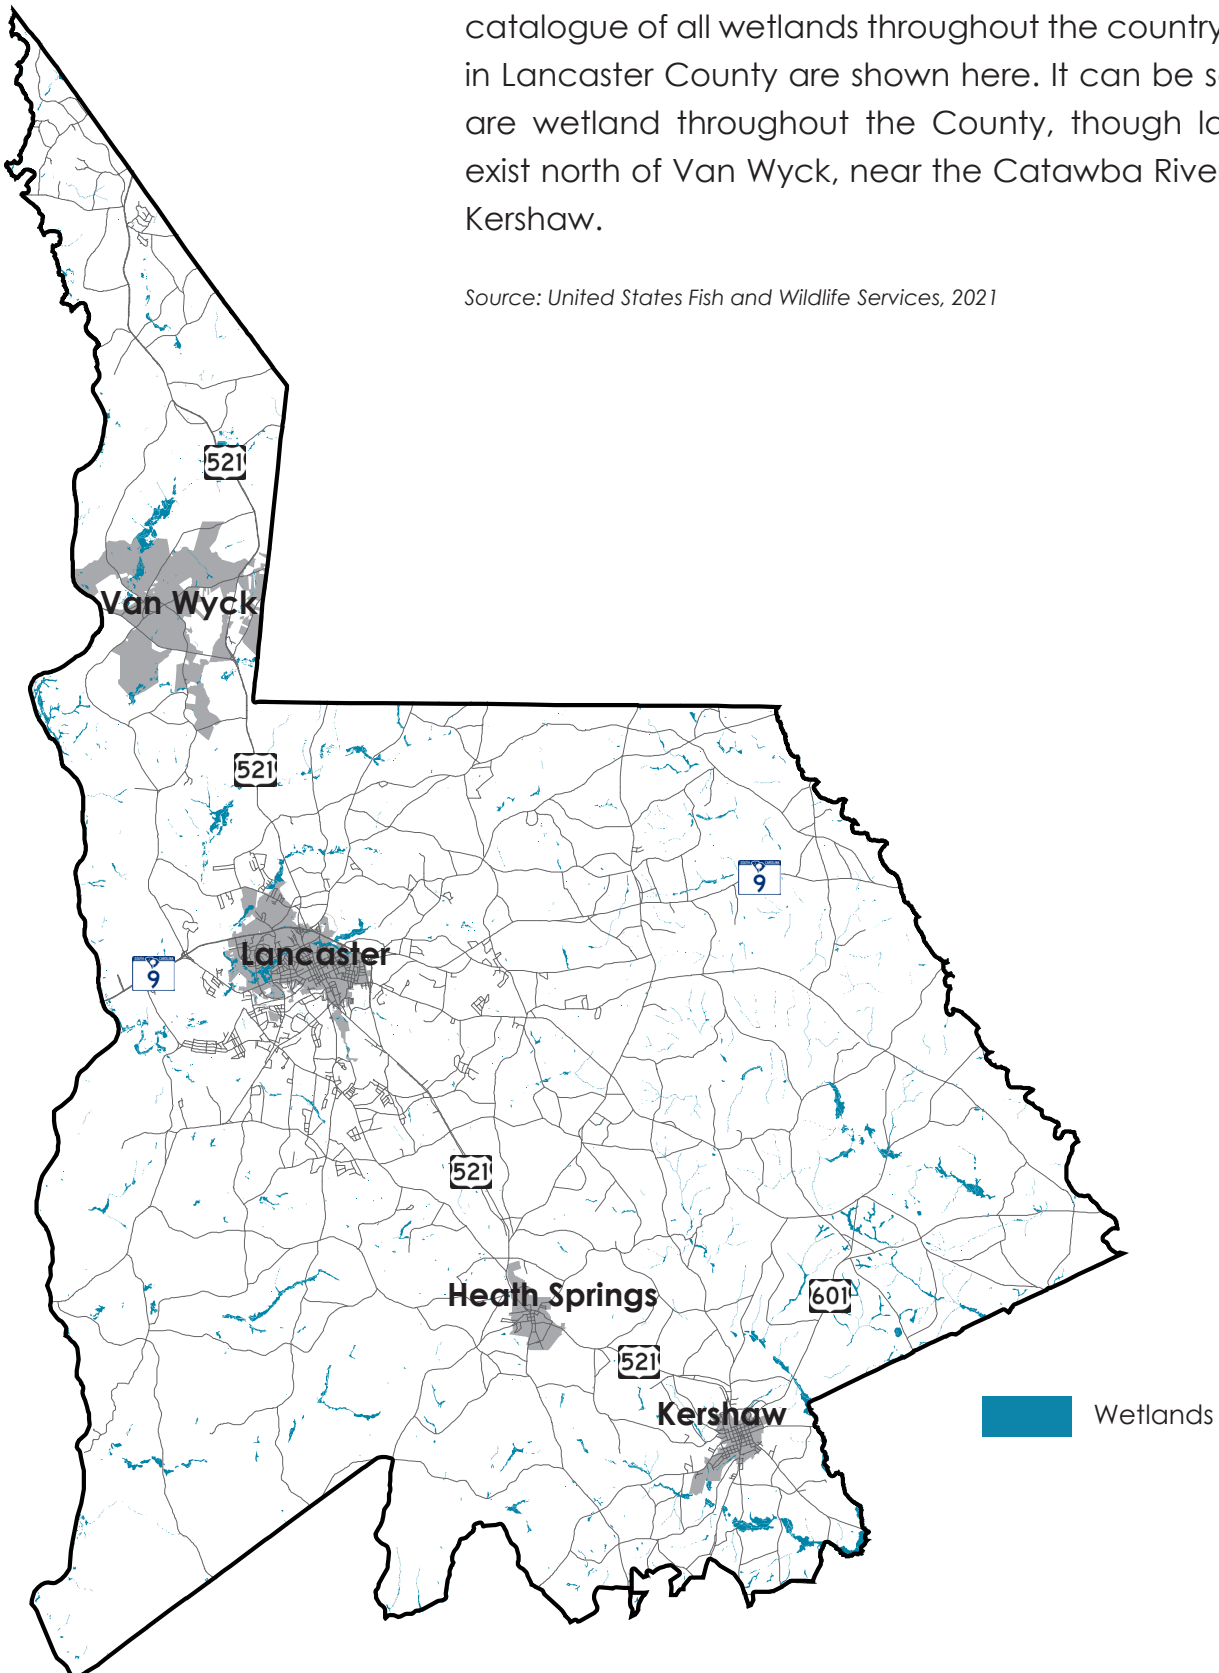 catalogue of all wetlands throughout the country
in Lancaster County are shown here. It can be s
are wetland throughout the County, though la
exist north of Van Wyck, near the Catawba River
Kershaw.
Source: United States Fish and Wildlife Services, 2021
521
Van Wyck
521
9
Lancaster
9
521
Heath Springs
601
521
Kershaw
Wetlands